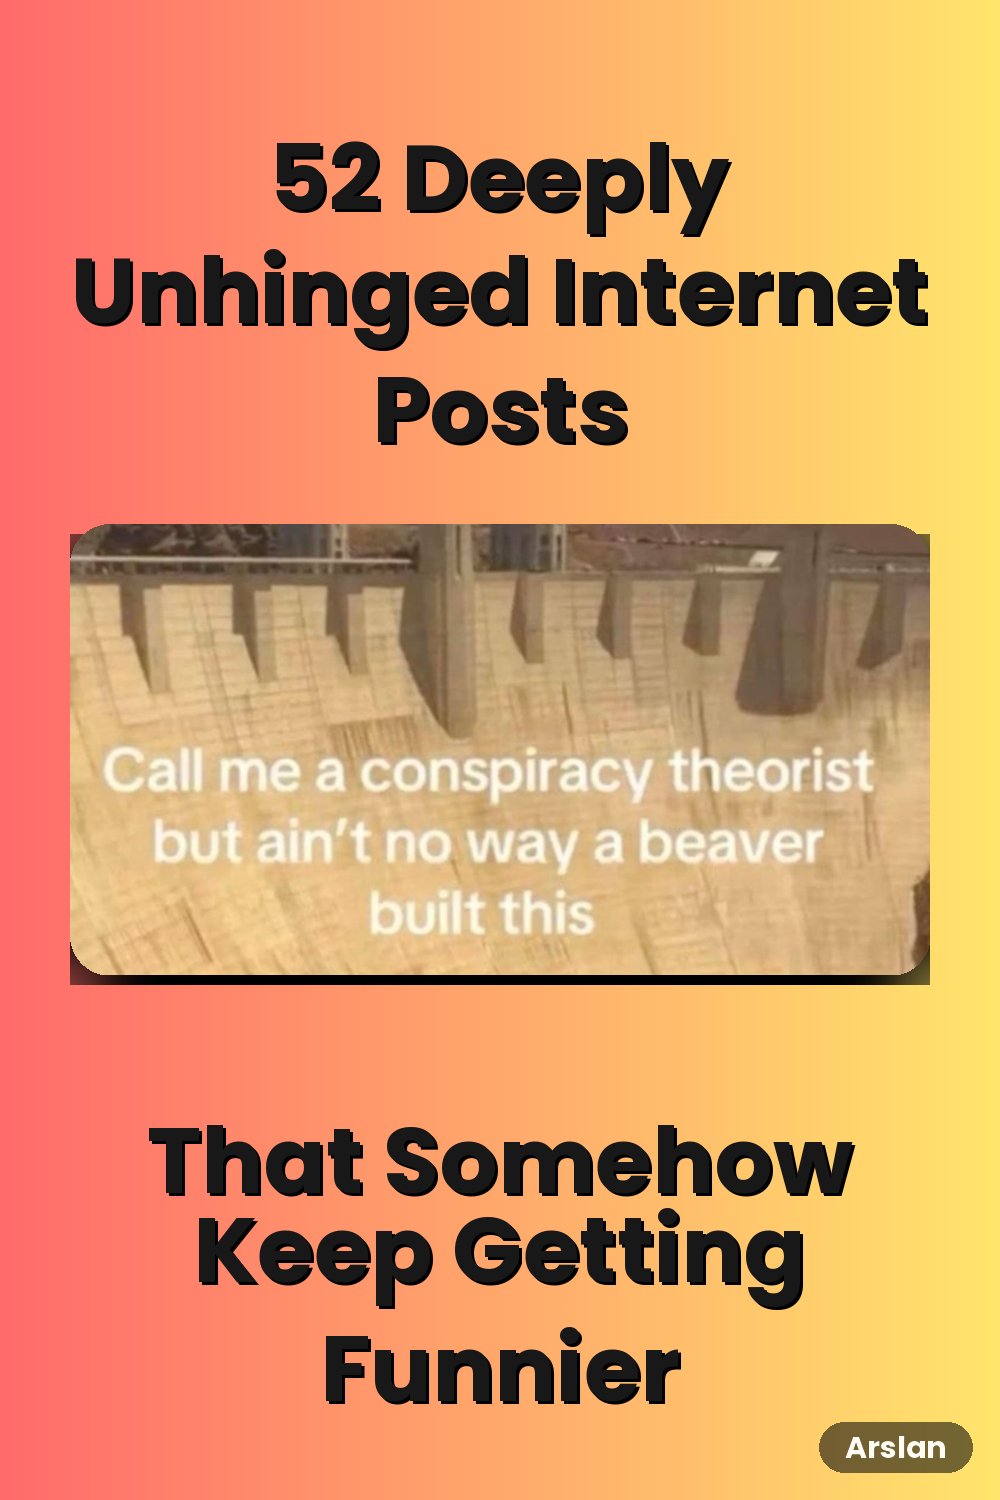 52 Deeply
Unhinged Internet
Posts
Call me a conspiracy theorist
but ain’t no way a beaver
built this
That Somehow
Keep Getting
Funnier
Arslan